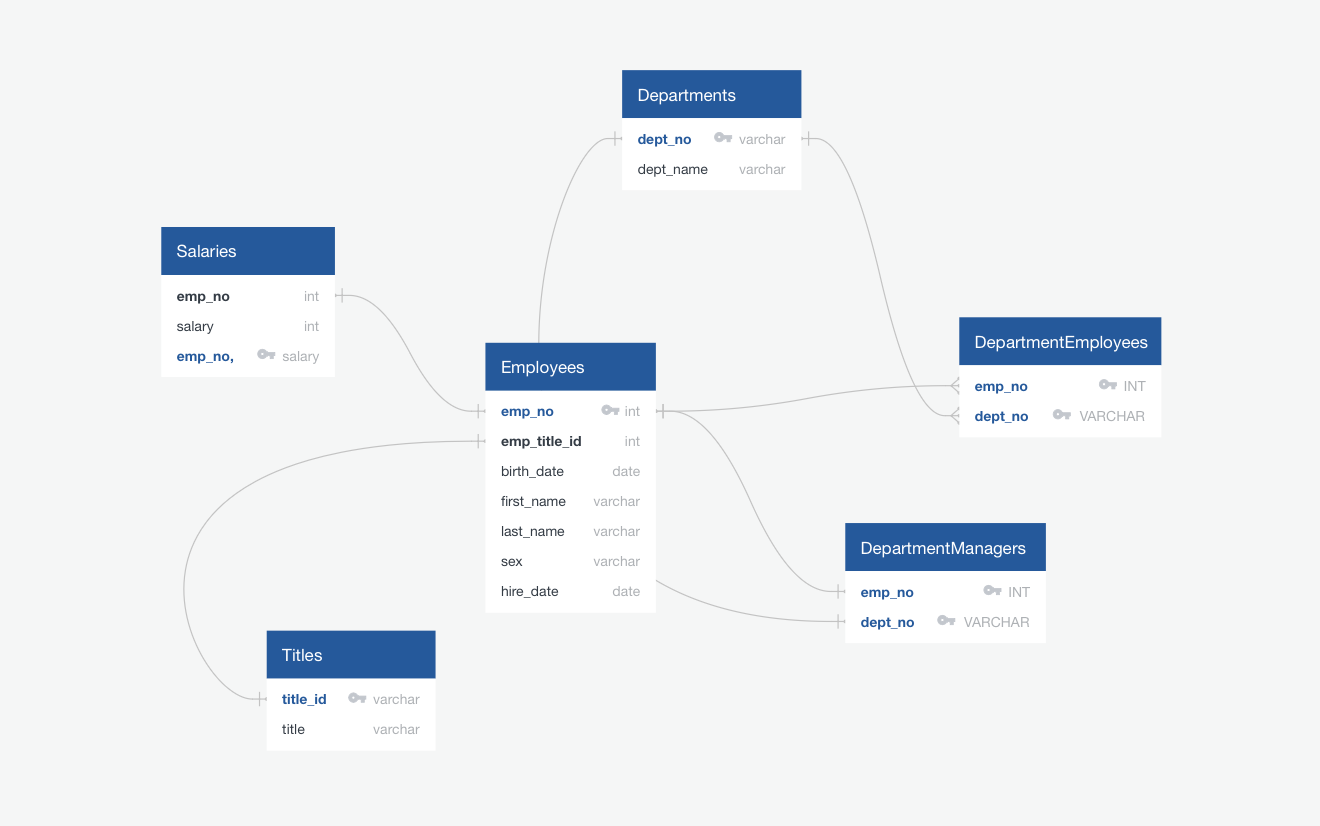 Departments
dept_no varchar
dept_name varchar
Salaries
emp_no int
salary int
emp_no, salary
Employees
emp_no int
emp_title_id int
birth_date date
first_name varchar
last_name varchar
sex varchar
hire_date date
DepartmentEmployees
emp_no INT
dept_no VARCHAR
DepartmentManagers
emp_no INT
dept_no VARCHAR
Titles
title_id varchar
title varchar